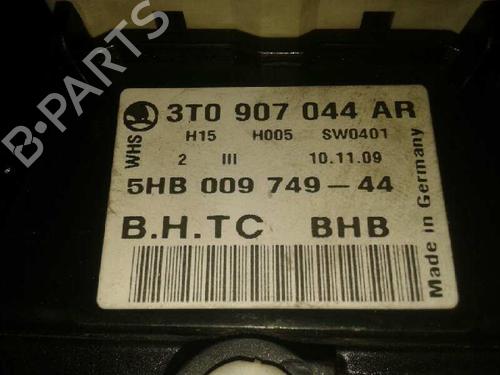 B-PARTS
3T0 907 044 AR
WHS
H15 H005 SW0401
2 III 10.11.09
5HB 009 749-44
B.H.TC BHB
Made in Germany